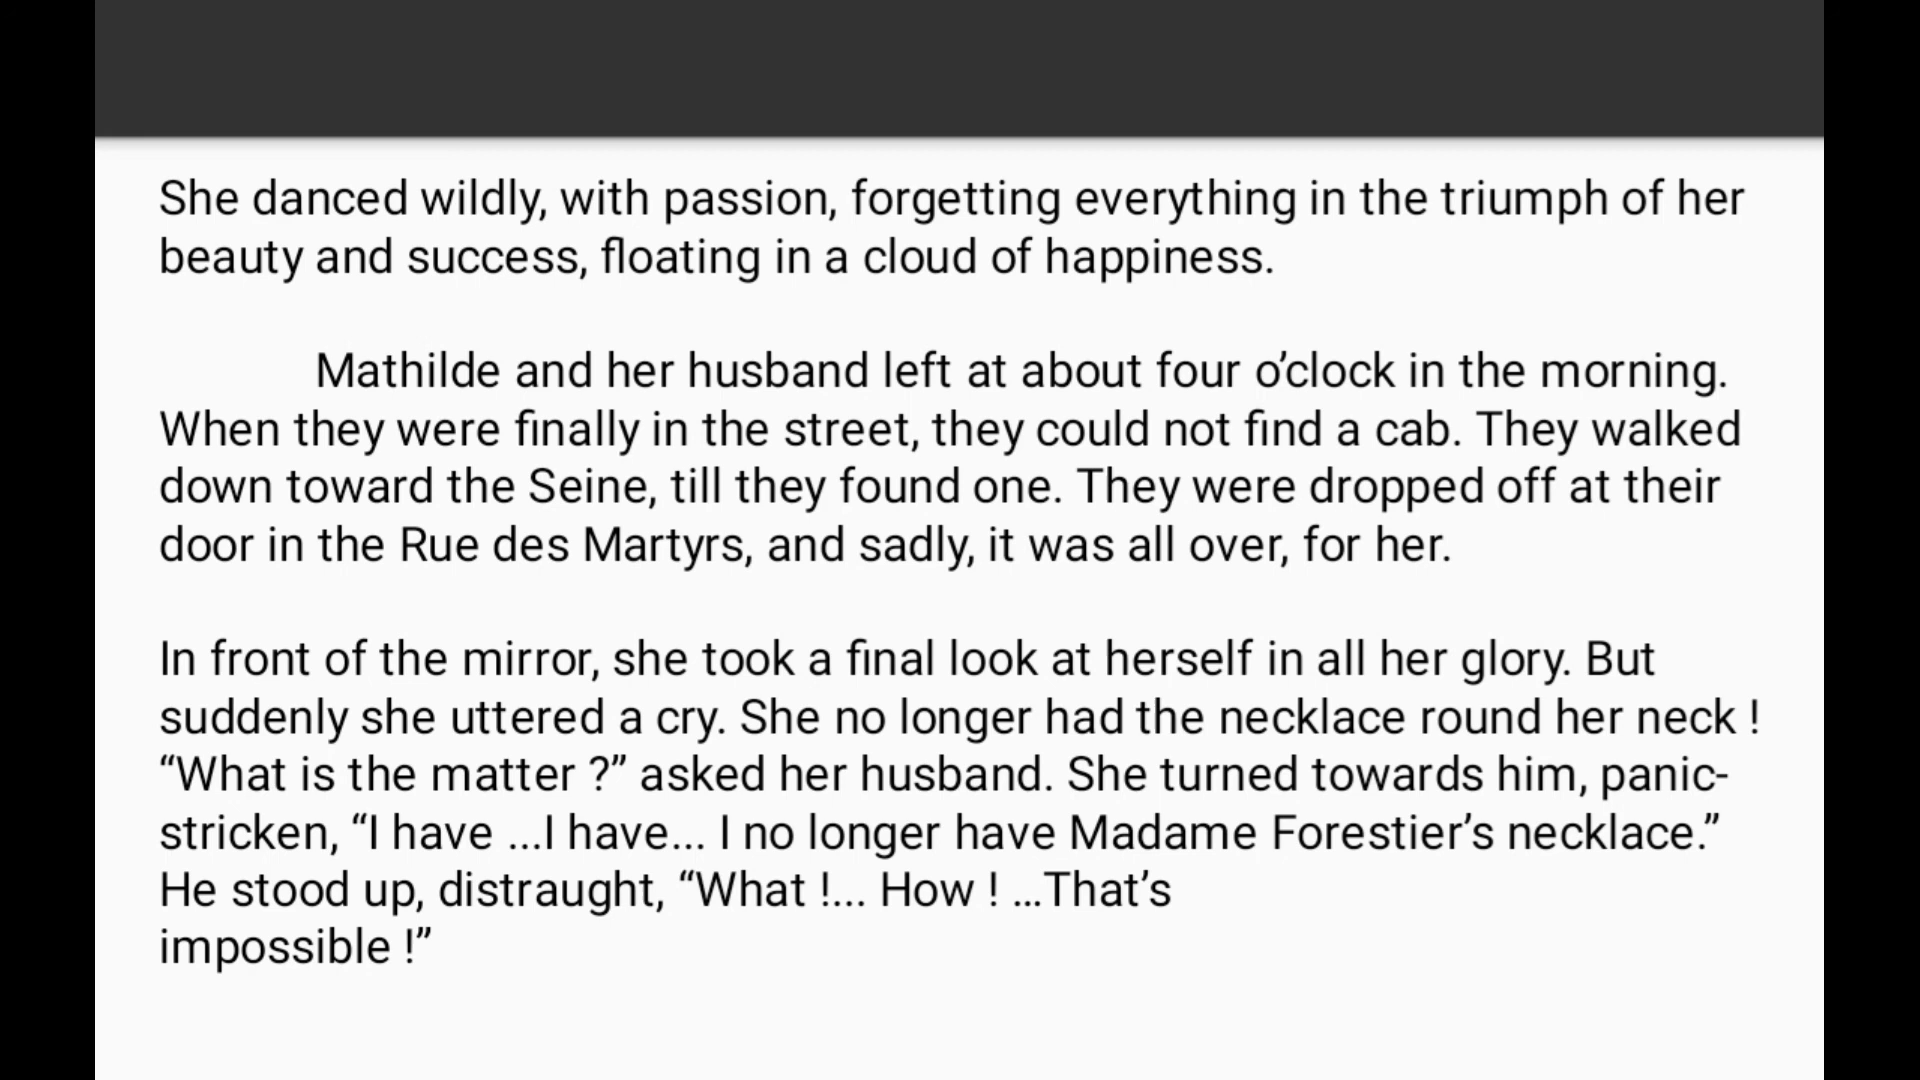 She danced wildly, with passion, forgetting everything in the triumph of her
beauty and success, floating in a cloud of happiness.
Mathilde and her husband left at about four o’clock in the morning.
When they were finally in the street, they could not find a cab. They walked
down toward the Seine, till they found one. They were dropped off at their
door in the Rue des Martyrs, and sadly, it was all over, for her.
In front of the mirror, she took a final look at herself in all her glory. But
suddenly she uttered a cry. She no longer had the necklace round her neck !
“What is the matter ?” asked her husband. She turned towards him, panic-
stricken, “I have ...I have... I no longer have Madame Forestier’s necklace.”
He stood up, distraught, “What !... How ! …That’s
impossible !”